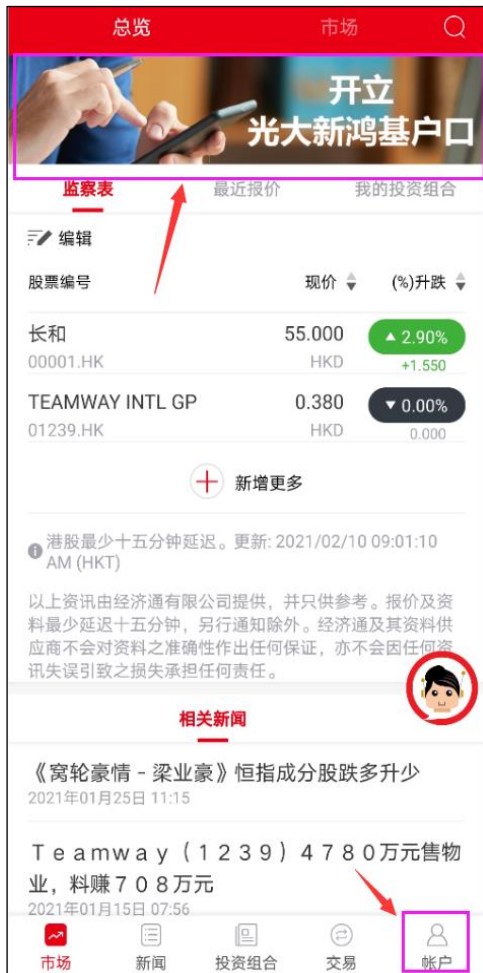 总览 市场
开立
光大新鸿基户口
监察表 最近报价 我的投资组合
编辑
股票编号 现价 (%)升跌
长和 55.000 ▲ 2.90%
00001.HK HKD +1.550
TEAMWAY INTL GP 0.380 ▼ 0.00%
01239.HK HKD 0.000
新增更多
港股最少十五分钟延迟。更新: 2021/02/10 09:01:10
AM (HKT)
以上资讯由经济通有限公司提供，并只供参考。报价及资
料最少延迟十五分钟，另行通知除外。经济通及其资料供
应商不会对资料之准确性作出任何保证，亦不会因任何资
讯失误引致之损失承担任何责任。
相关新闻
《窝轮豪情 - 梁业豪》恒指成分股跌多升少
2021年01月25日 11:15
Ｔｅａｍｗａｙ（１２３９）４７８０万元售物
业，料赚７０８万元
2021年01月15日 07:56
市场 新闻 投资组合 交易 帐户